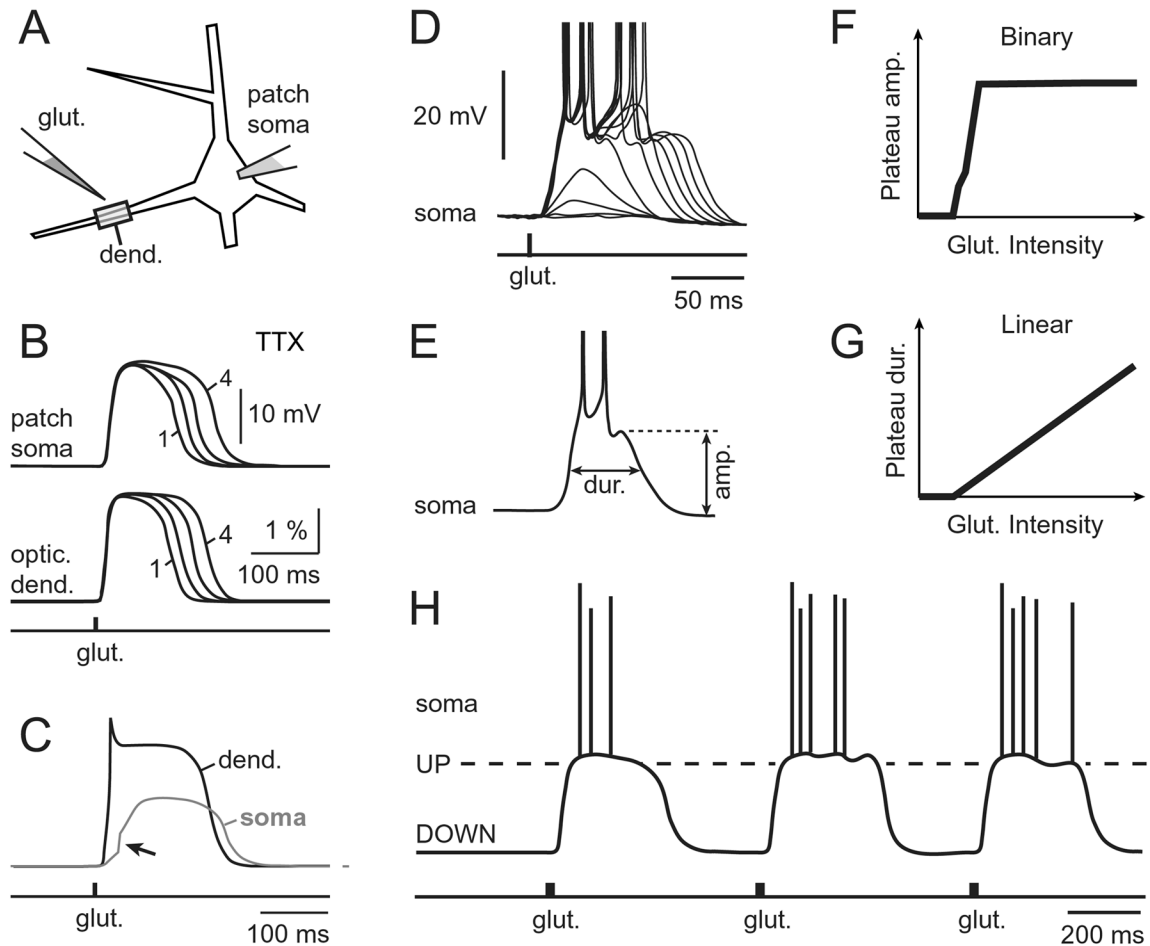 A
glut.
patch
soma
dend.
B
TTX
patch
soma
4
1
10 mV
optic.
dend.
4
1
1 %
100 ms
glut.
C
dend.
soma
glut.
100 ms
D
20 mV
soma
glut.
50 ms
E
soma
dur.
amp.
F
Binary
Plateau amp.
Glut. Intensity
G
Linear
Plateau dur.
Glut. Intensity
H
soma
UP
DOWN
glut.
glut.
glut.
200 ms